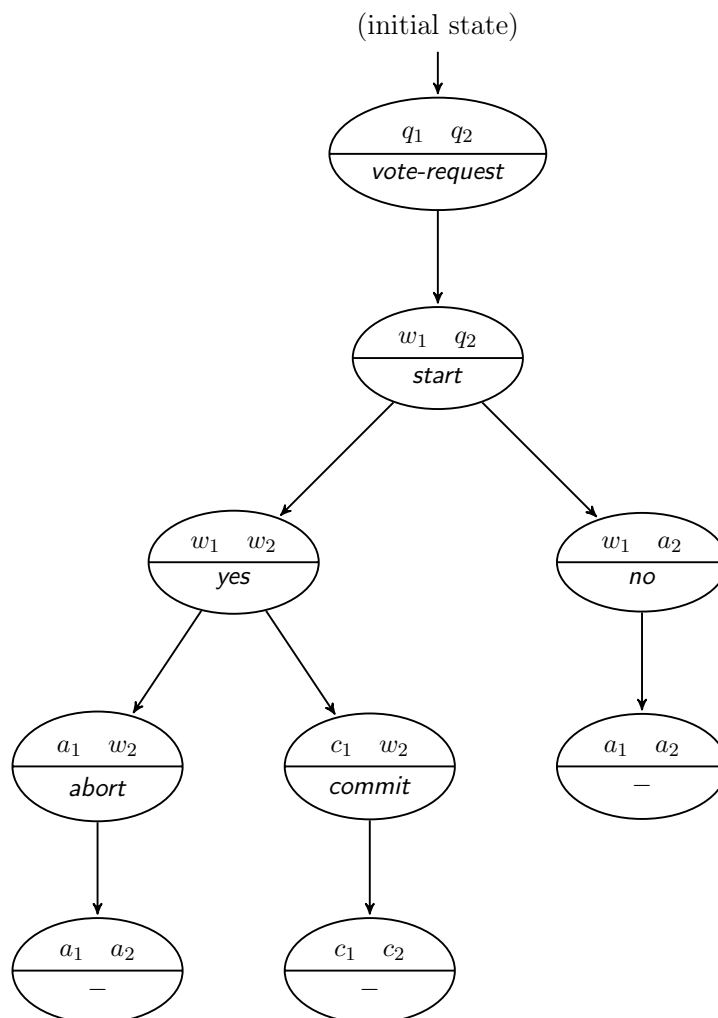 (initial state)
q₁ q₂
vote-request
w₁ q₂
start
w₁ w₂
yes
w₁ a₂
no
a₁ w₂
abort
c₁ w₂
commit
a₁ a₂
–
a₁ a₂
–
c₁ c₂
–